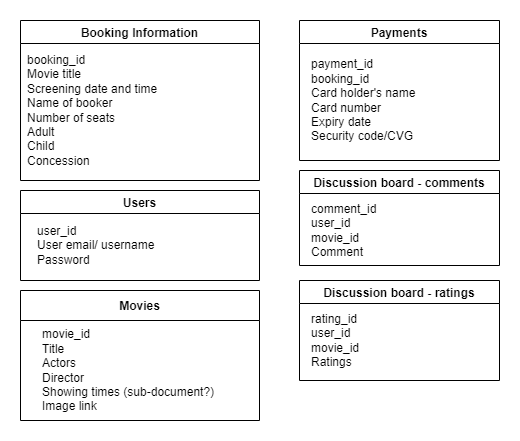 Booking Information
booking_id
Movie title
Screening date and time
Name of booker
Number of seats
Adult
Child
Concession
Users
user_id
User email/ username
Password
Movies
movie_id
Title
Actors
Director
Showing times (sub-document?)
Image link
Payments
payment_id
booking_id
Card holder's name
Card number
Expiry date
Security code/CVG
Discussion board - comments
comment_id
user_id
movie_id
Comment
Discussion board - ratings
rating_id
user_id
movie_id
Ratings